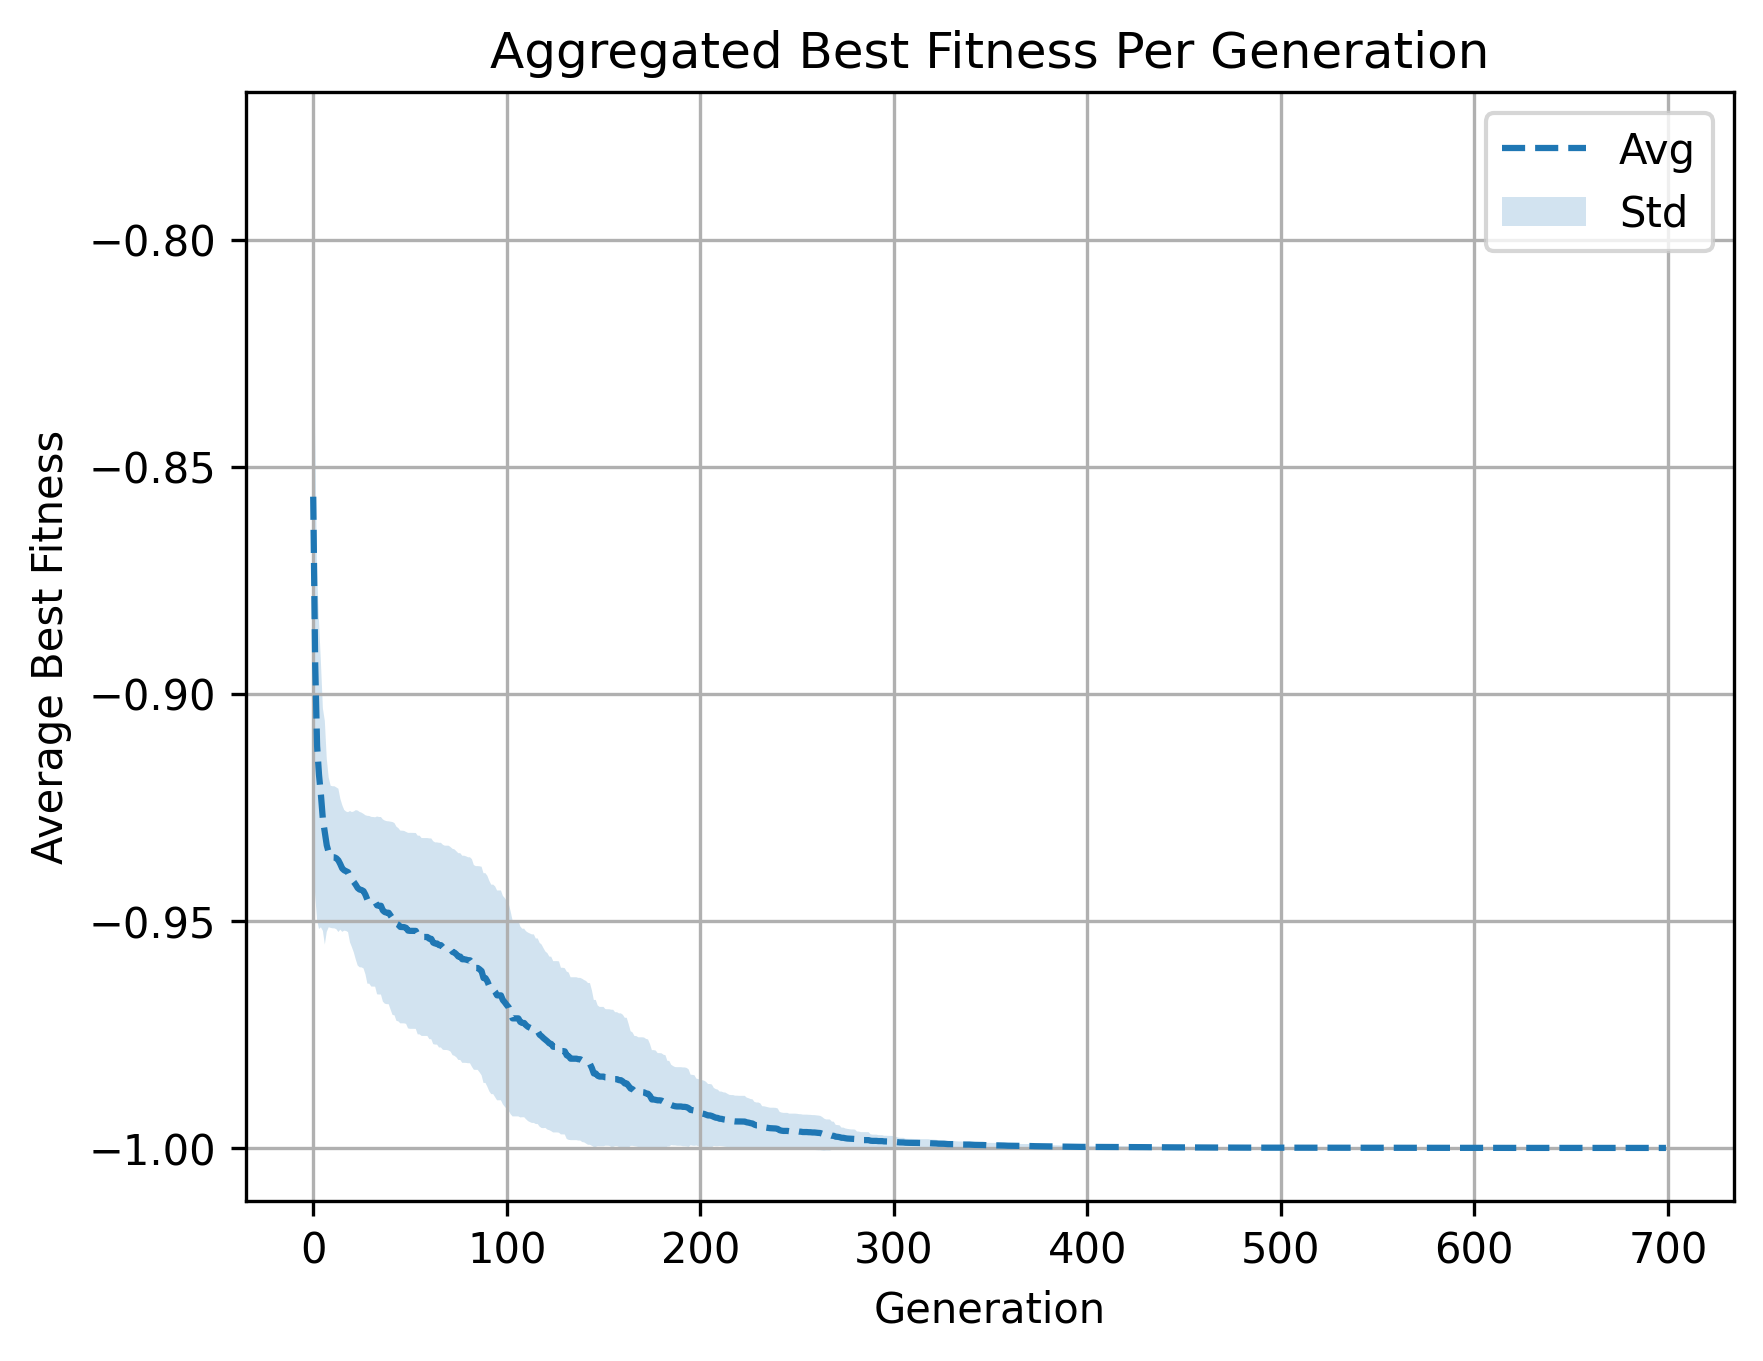 Aggregated Best Fitness Per Generation
Avg
Std
−0.80
−0.85
−0.90
−0.95
−1.00
Average Best Fitness
0 100 200 300 400 500 600 700
Generation